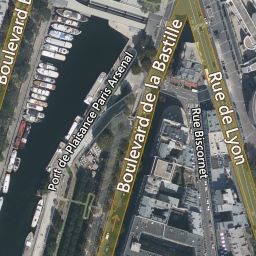 Boulevard
Port de Plaisance Paris Arsenal
Boulevard de la Bastille
Rue de Lyon
Rue Biscornet